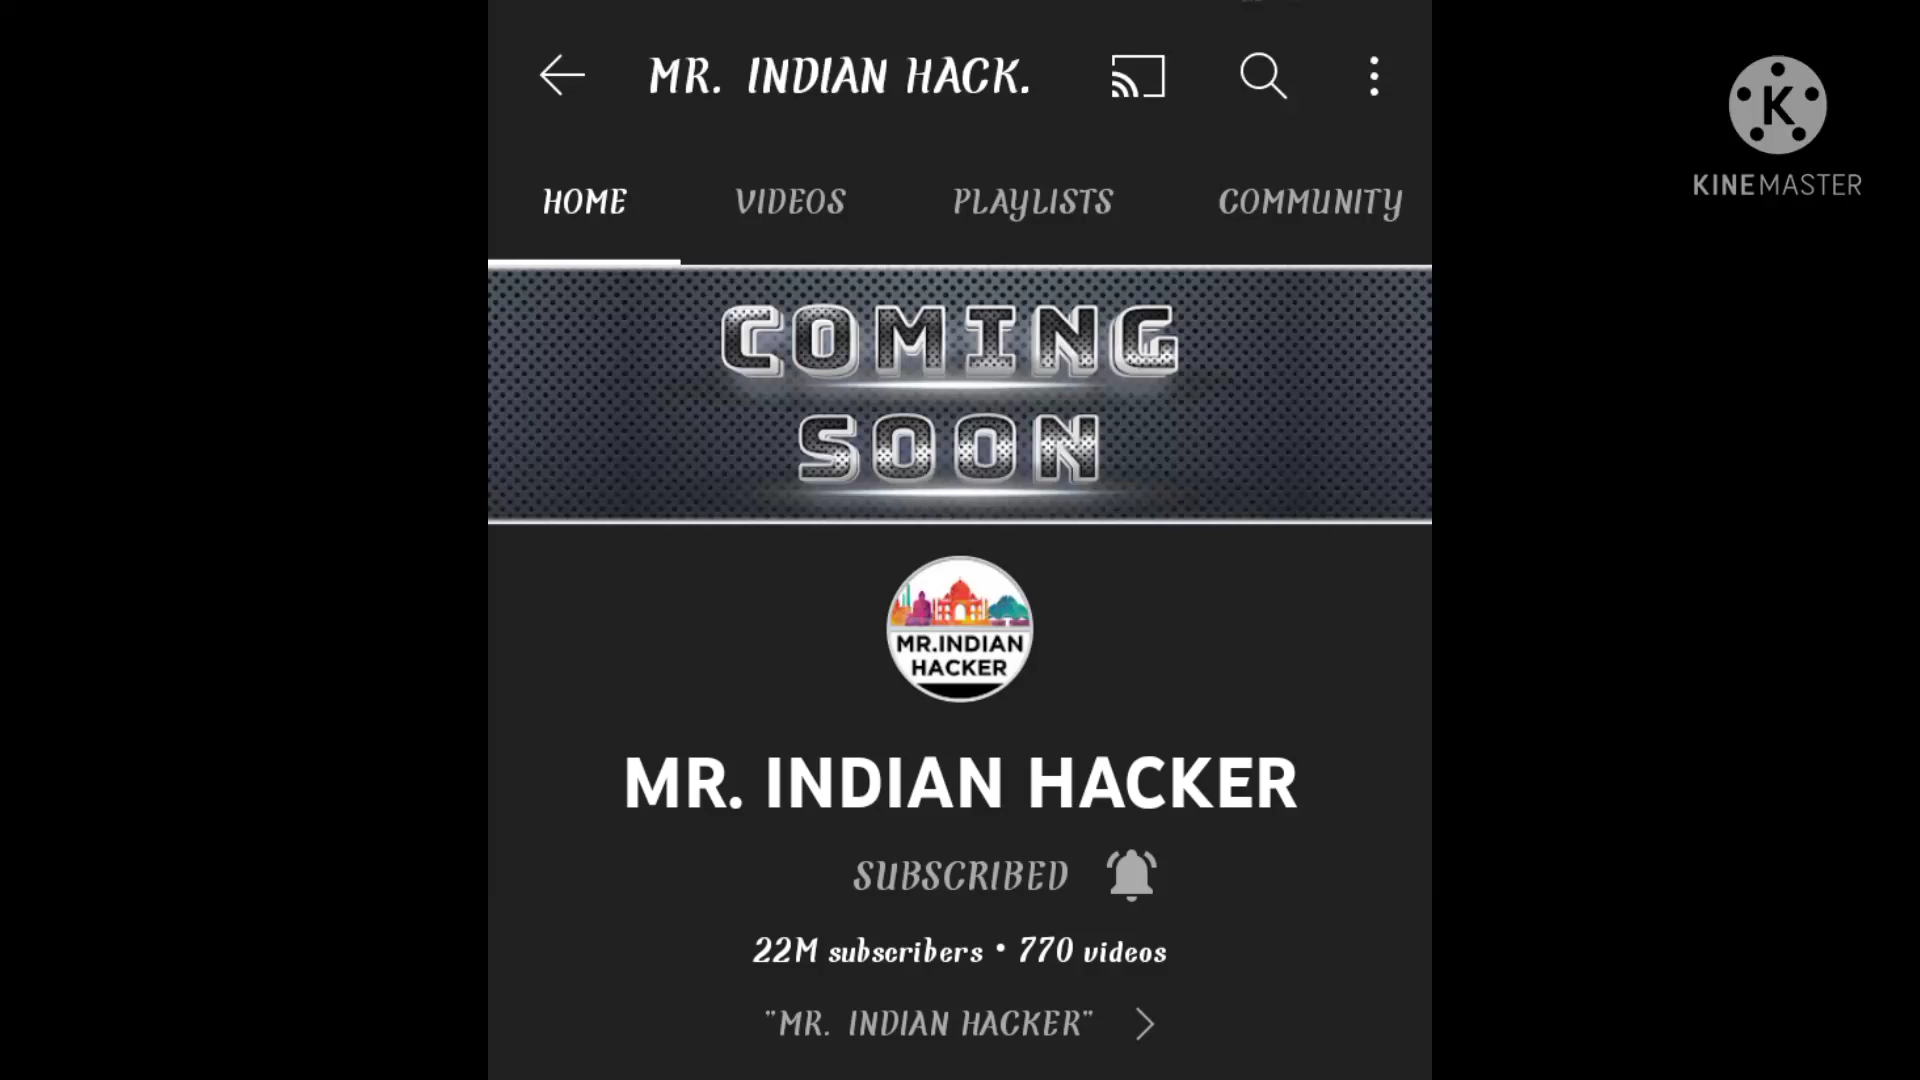 MR. INDIAN HACK.
HOME VIDEOS PLAYLISTS COMMUNITY
K
KINEMASTER
COMING
SOON
MR.INDIAN
HACKER
MR. INDIAN HACKER
SUBSCRIBED
22M subscribers • 770 videos
"MR. INDIAN HACKER"